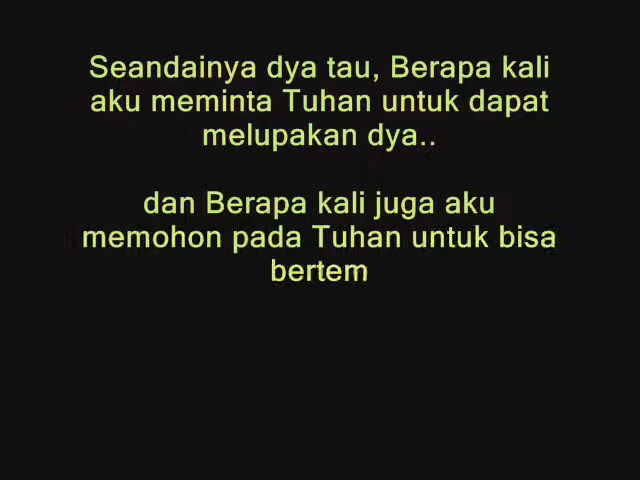 Seandainya dya tau, Berapa kali
aku meminta Tuhan untuk dapat
melupakan dya..
dan Berapa kali juga aku
memohon pada Tuhan untuk bisa
bertem